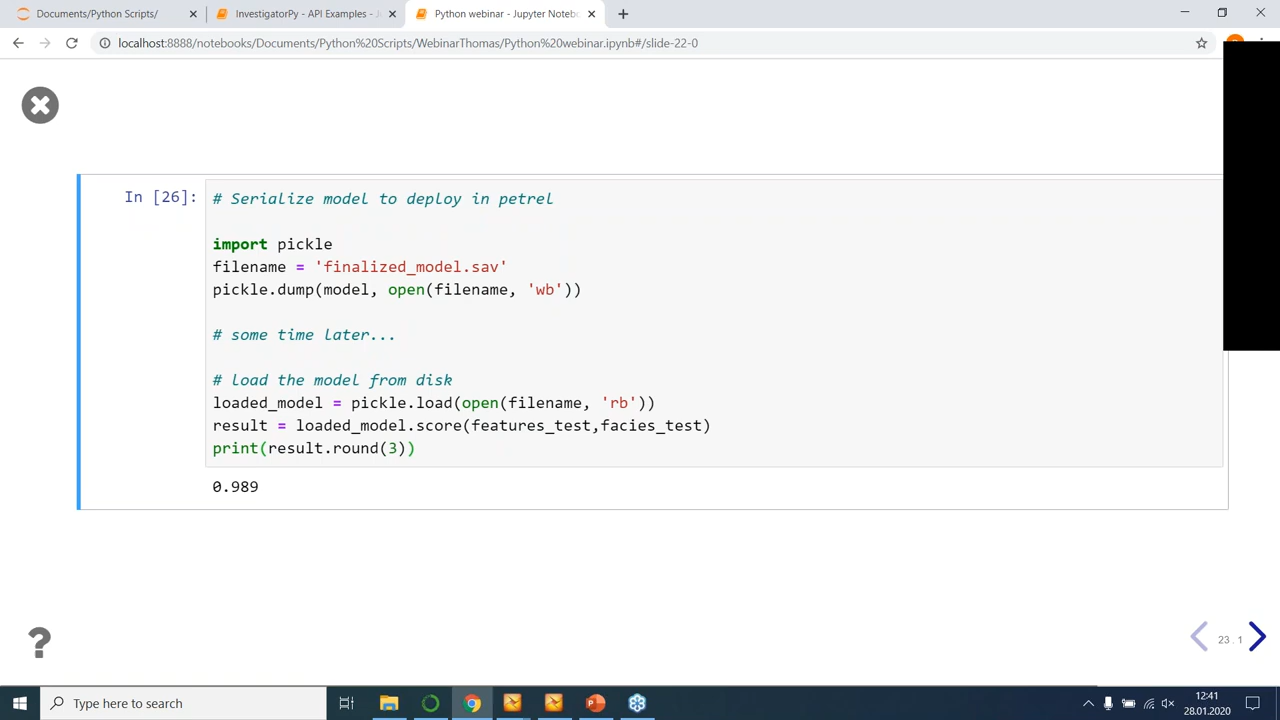 Documents/Python Scripts/
InvestigatorPy - API Examples - J
Python webinar - Jupyter Notebo
localhost:8888/notebooks/Documents/Python%20Scripts/WebinarThomas/Python%20webinar.ipynb#/slide-22-0
In [26]:
# Serialize model to deploy in petrel
import pickle
filename = 'finalized_model.sav'
pickle.dump(model, open(filename, 'wb'))
# some time later...
# load the model from disk
loaded_model = pickle.load(open(filename, 'rb'))
result = loaded_model.score(features_test,facies_test)
print(result.round(3))
0.989
?
23 . 1
Type here to search
12:41
28.01.2020